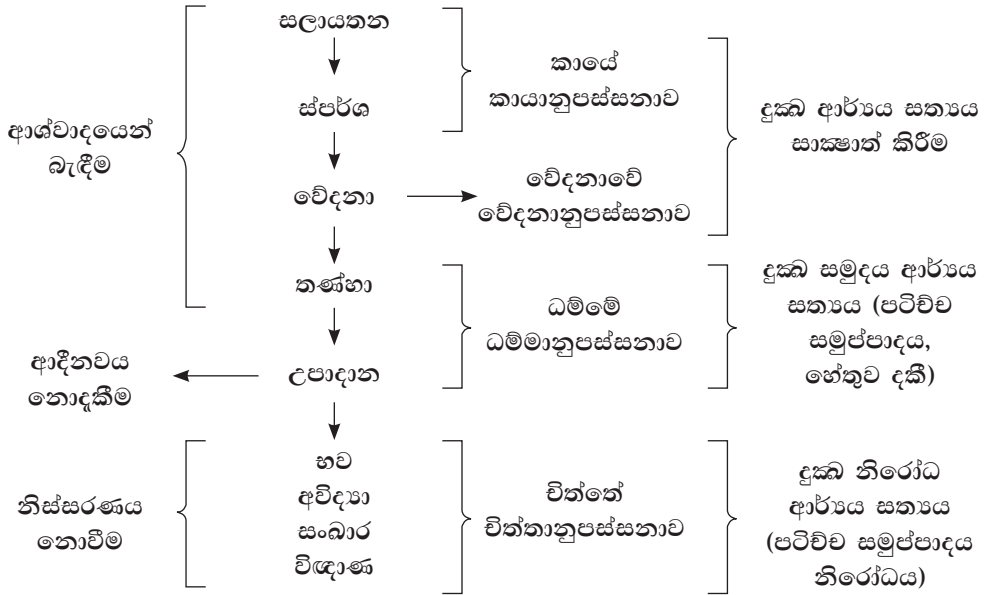 සලායතන
ස්පර්ශ
වේදනා
තණ්හා
උපාදාන
භව
අවිද්‍යා
සංඛාර
විඥාණ
ආශ්වාදයෙන්
බැඳීම
ආදීනවය
නොදැකීම
නිස්සරණය
නොවීම
කායේ
කායානුපස්සනාව
වේදනාවේ
වේදනානුපස්සනාව
ධම්මේ
ධම්මානුපස්සනාව
චිත්තේ
චිත්තානුපස්සනාව
දුක්‍ඛ ආර්‍ය්‍ය සත්‍යය
සාක්‍ෂාත් කිරීම
දුක්‍ඛ සමුදය ආර්‍ය්‍ය
සත්‍යය (පටිච්ච
සමුප්පාදය,
හේතුව දකී)
දුක්‍ඛ නිරෝධ
ආර්‍ය්‍ය සත්‍යය
(පටිච්ච සමුප්පාදය
නිරෝධය)